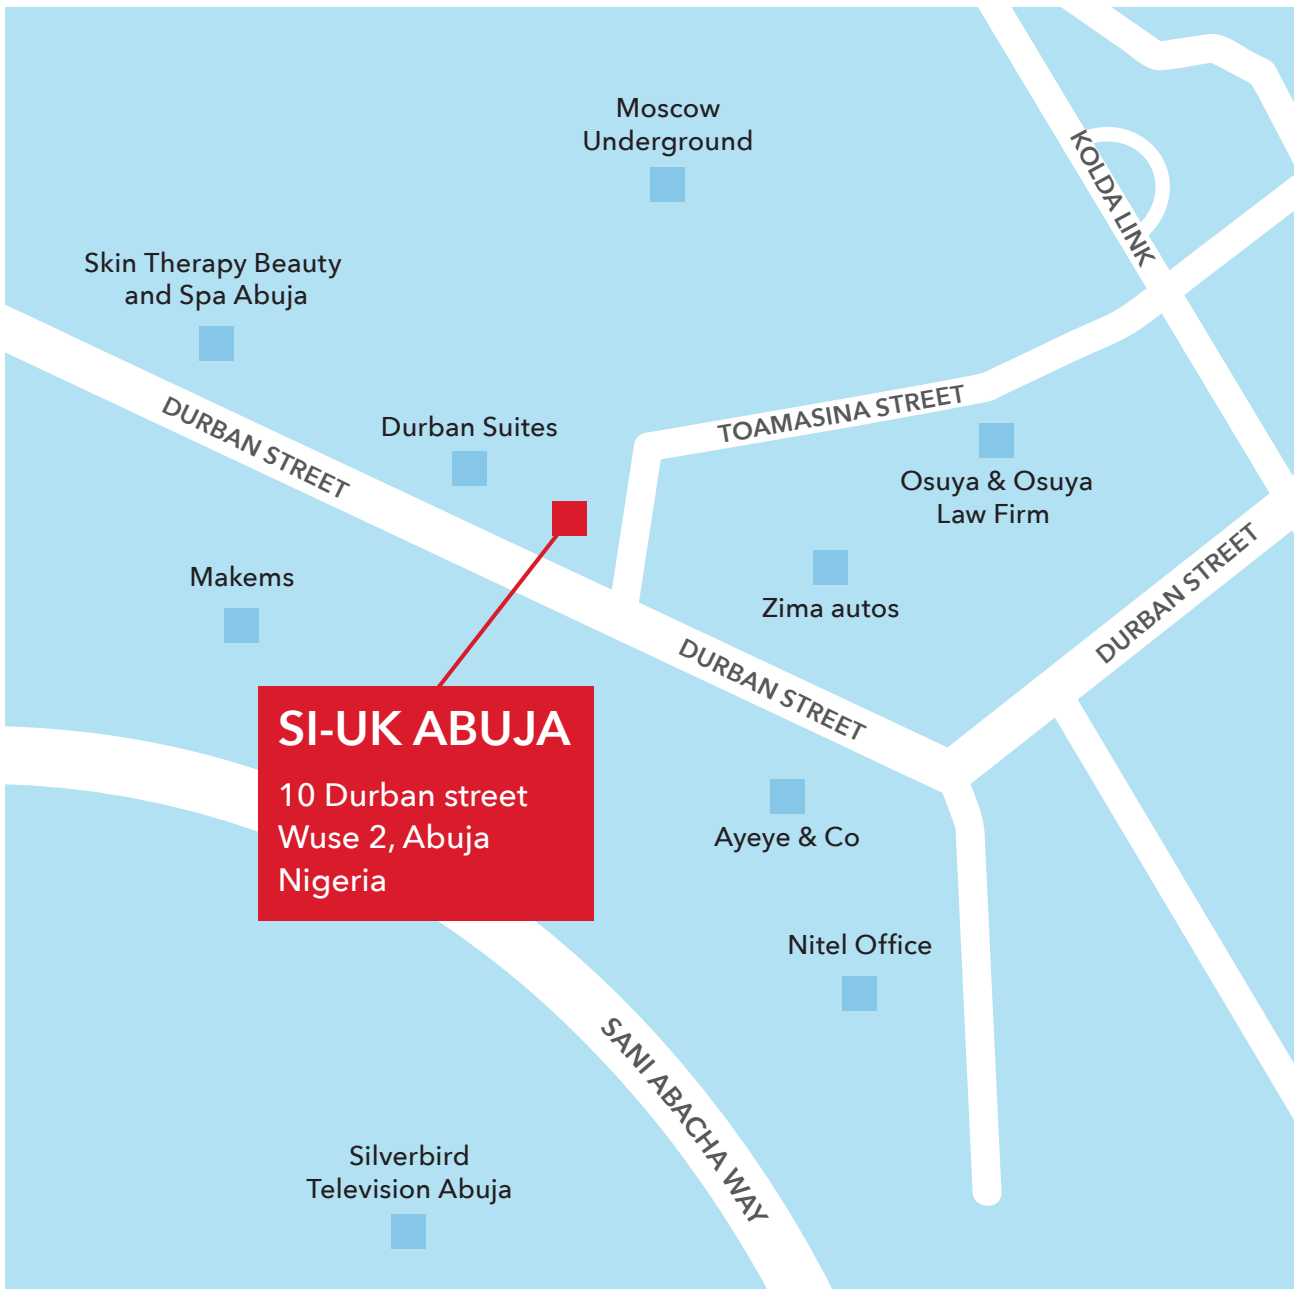 Moscow
Underground
KOLDA LINK
Skin Therapy Beauty
and Spa Abuja
DURBAN STREET
Durban Suites
TOAMASINA STREET
Osuya & Osuya
Law Firm
Makems
Zima autos
DURBAN STREET
DURBAN STREET
SI-UK ABUJA
10 Durban street
Wuse 2, Abuja
Nigeria
Ayeye & Co
Nitel Office
SANI ABACHA WAY
Silverbird
Television Abuja